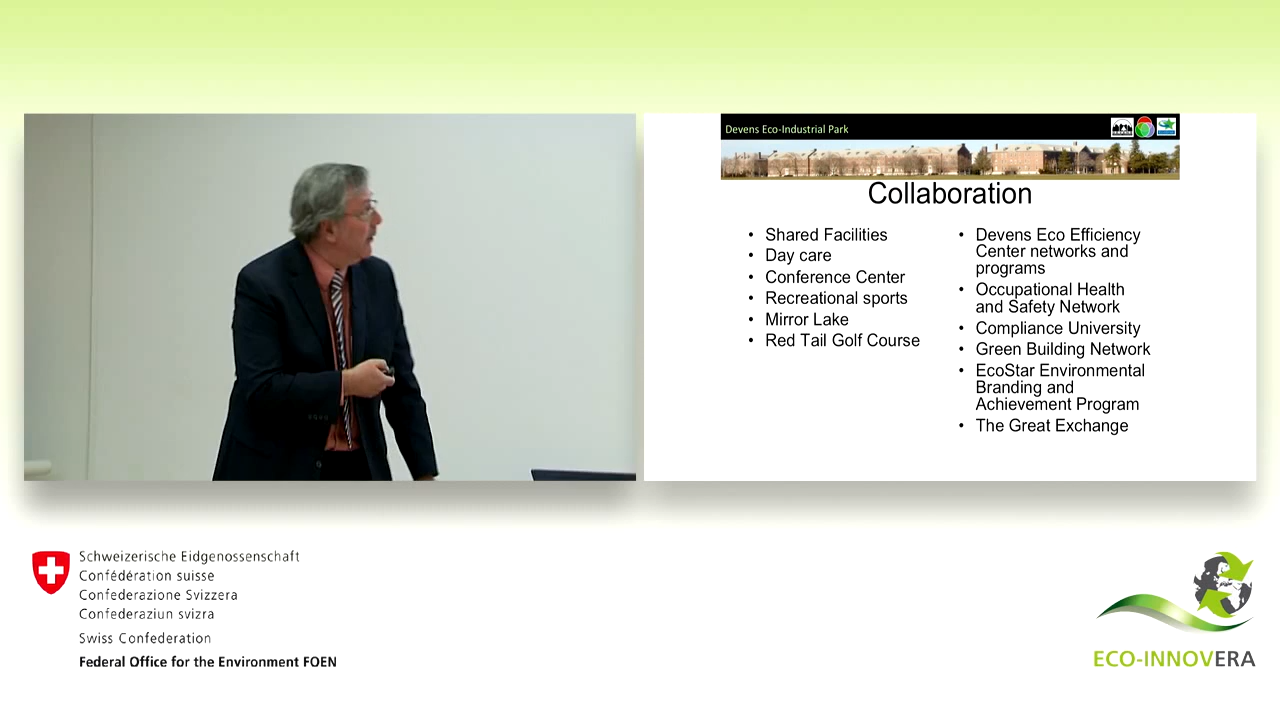 Devens Eco-Industrial Park
Collaboration
• Shared Facilities
• Day care
• Conference Center
• Recreational sports
• Mirror Lake
• Red Tail Golf Course
• Devens Eco Efficiency
Center networks and
programs
• Occupational Health
and Safety Network
• Compliance University
• Green Building Network
• EcoStar Environmental
Branding and
Achievement Program
• The Great Exchange
Schweizerische Eidgenossenschaft
Confédération suisse
Confederazione Svizzera
Confederaziun svizra
Swiss Confederation
Federal Office for the Environment FOEN
ECO-INNOVERA